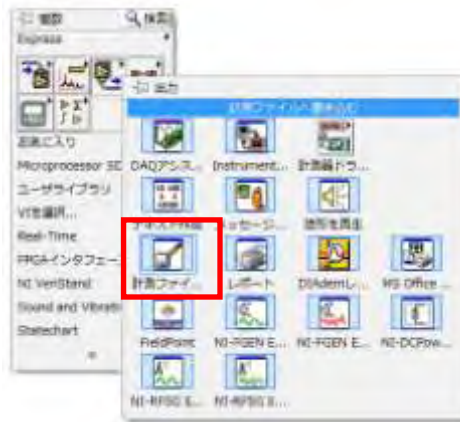 関数
検索
Express
出力
計測ファイルへ書き込む
お気に入り
Microprocessor SD
ユーザライブラリ
VIを選択...
Real-Time
FPGAインタフェー
NI VeriStand
Sound and Vibrati
Statechart
DAQアシス...
Instrument...
計測器ドラ...
テキスト作成
メッセージ...
波形を再生
計測ファイ...
レポート
DIAdemレ...
MS Office ...
FieldPoint
NI-FGEN E...
NI-FGEN E...
NI-DCPow...
NI-RFSG E...
NI-RFSG E...